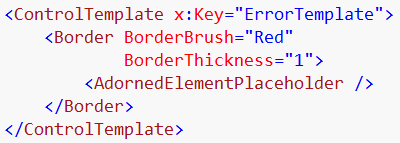 <ControlTemplate x:Key="ErrorTemplate">
    <Border BorderBrush="Red"
            BorderThickness="1">
        <AdornedElementPlaceholder />
    </Border>
</ControlTemplate>